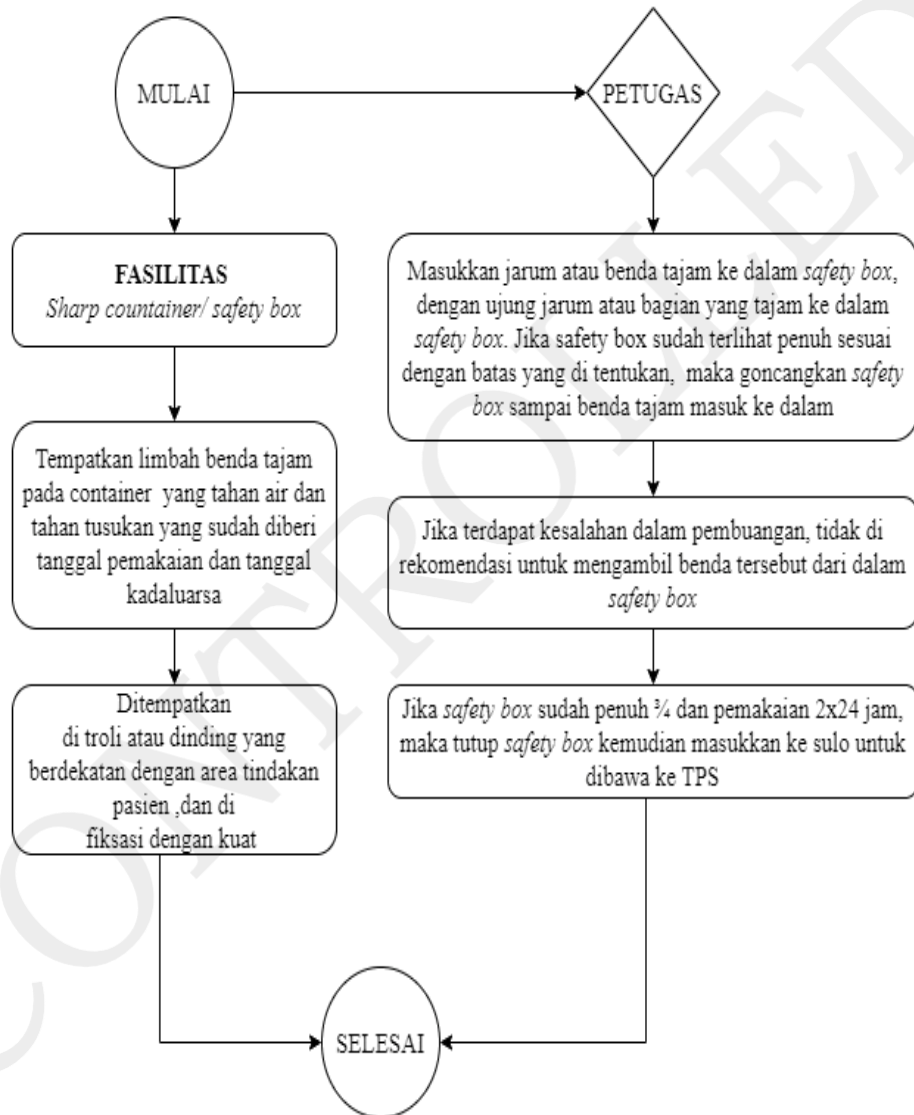 MULAI
PETUGAS
FASILITAS
Sharp countainer/ safety box
Tempatkan limbah benda tajam
pada container yang tahan air dan
tahan tusukan yang sudah diberi
tanggal pemakaian dan tanggal
kadaluarsa
Ditempatkan
di troli atau dinding yang
berdekatan dengan area tindakan
pasien ,dan di
fiksasi dengan kuat
Masukkan jarum atau benda tajam ke dalam safety box,
dengan ujung jarum atau bagian yang tajam ke dalam
safety box. Jika safety box sudah terlihat penuh sesuai
dengan batas yang di tentukan, maka goncangkan safety
box sampai benda tajam masuk ke dalam
Jika terdapat kesalahan dalam pembuangan, tidak di
rekomendasi untuk mengambil benda tersebut dari dalam
safety box
Jika safety box sudah penuh ¾ dan pemakaian 2x24 jam,
maka tutup safety box kemudian masukkan ke sulo untuk
dibawa ke TPS
SELESAI
CONTROLLED